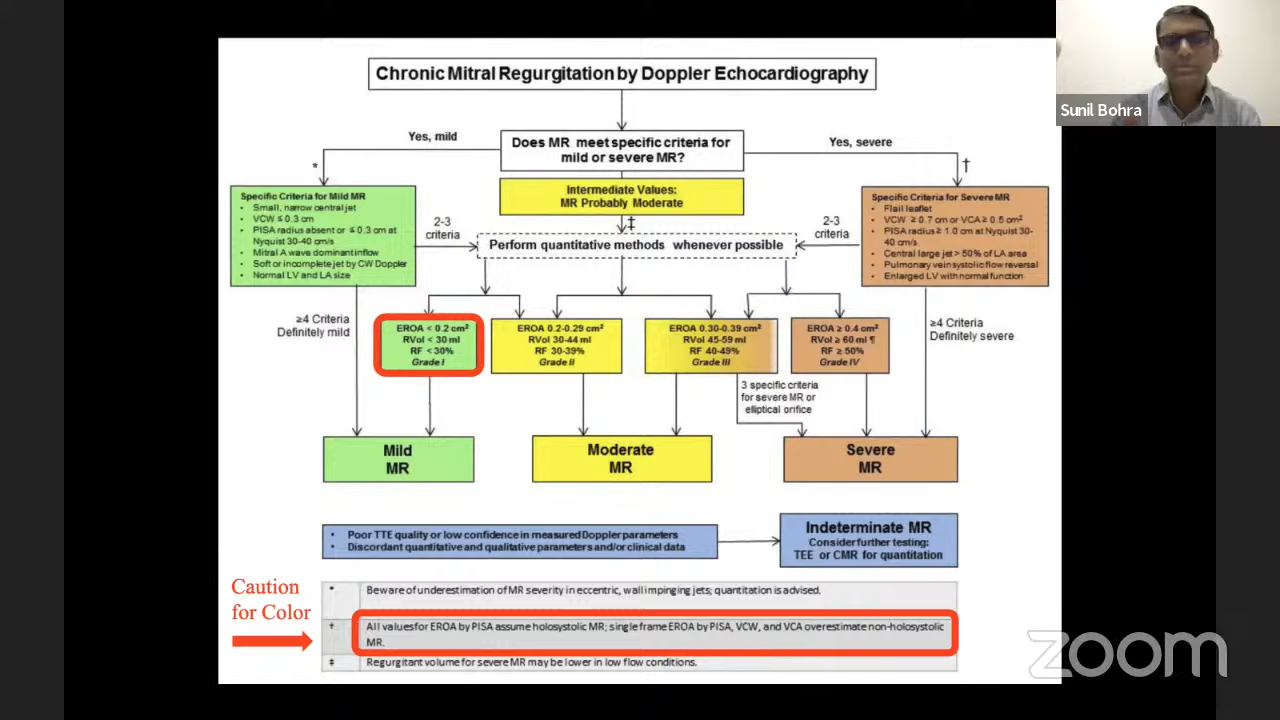 Sunil Bohra
Chronic Mitral Regurgitation by Doppler Echocardiography
Yes, mild
Does MR meet specific criteria for
mild or severe MR?
Yes, severe
*
†
Intermediate Values:
MR Probably Moderate
‡
Specific Criteria for Mild MR
• Small, narrow central jet
• VCW ≤ 0.3 cm
• PISA radius absent or ≤ 0.3 cm at
Nyquist 30-40 cm/s
• Mitral A wave dominant inflow
• Soft or incomplete jet by CW Doppler
• Normal LV and LA size
2-3
criteria
Perform quantitative methods whenever possible
2-3
criteria
Specific Criteria for Severe MR
• Flail leaflet
• VCW ≥ 0.7 cm or VCA ≥ 0.5 cm²
• PISA radius ≥ 1.0 cm at Nyquist 30-
40 cm/s
• Central large jet > 50% of LA area
• Pulmonary vein systolic flow reversal
• Enlarged LV with normal function
≥4 Criteria
Definitely mild
EROA < 0.2 cm²
RVol < 30 ml
RF < 30%
Grade I
EROA 0.2-0.29 cm²
RVol 30-44 ml
RF 30-39%
Grade II
EROA 0.30-0.39 cm²
RVol 45-59 ml
RF 40-49%
Grade III
EROA ≥ 0.4 cm²
RVol ≥ 60 ml ¶
RF ≥ 50%
Grade IV
≥4 Criteria
Definitely severe
3 specific criteria
for severe MR or
elliptical orifice
Mild
MR
Moderate
MR
Severe
MR
• Poor TTE quality or low confidence in measured Doppler parameters
• Discordant quantitative and qualitative parameters and/or clinical data
Indeterminate MR
Consider further testing:
TEE or CMR for quantitation
Caution
for Color
* Beware of underestimation of MR severity in eccentric, wall impinging jets; quantitation is advised.
† All values for EROA by PISA assume holosystolic MR; single frame EROA by PISA, VCW, and VCA overestimate non-holosystolic
MR.
‡ Regurgitant volume for severe MR may be lower in low flow conditions.
zoom